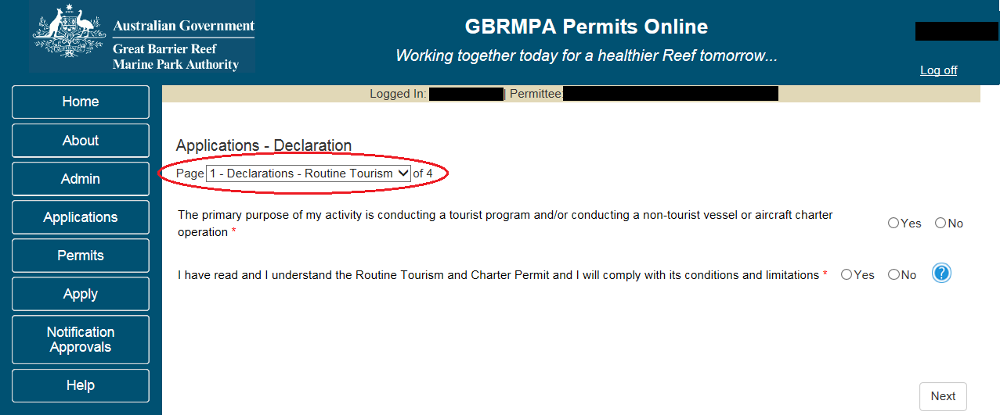 Australian Government
Great Barrier Reef
Marine Park Authority
GBRMPA Permits Online
Working together today for a healthier Reef tomorrow...
Log off
Home
About
Admin
Applications
Permits
Apply
Notification
Approvals
Help
Logged In: | Permittee:
Applications - Declaration
Page 1 - Declarations - Routine Tourism of 4
The primary purpose of my activity is conducting a tourist program and/or conducting a non-tourist vessel or aircraft charter
operation * Yes No
I have read and I understand the Routine Tourism and Charter Permit and I will comply with its conditions and limitations * Yes No ?
Next